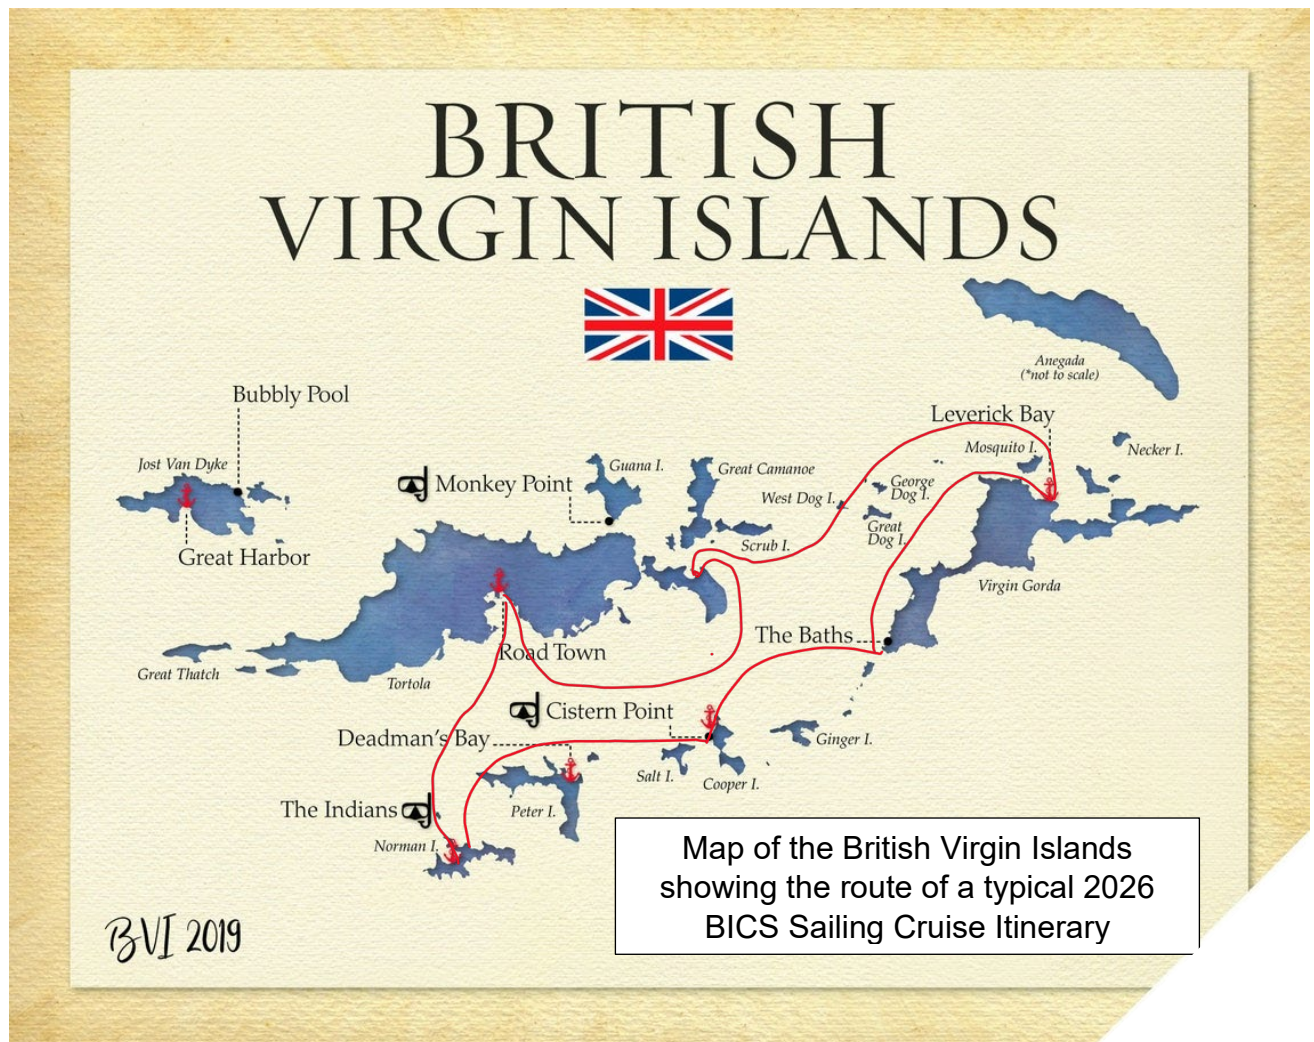 BRITISH
VIRGIN ISLANDS
Anegada
(*not to scale)
Bubbly Pool
Leverick Bay
Jost Van Dyke
Monkey Point
Guana I.
Great Camanoe
Mosquito I.
Necker I.
West Dog I.
George
Dog I.
Great
Dog I.
Scrub I.
Great Harbor
Virgin Gorda
The Baths
Road Town
Great Thatch
Tortola
Cistern Point
Deadman's Bay
Ginger I.
Salt I.
Cooper I.
The Indians
Peter I.
Norman I.
Map of the British Virgin Islands
showing the route of a typical 2026
BICS Sailing Cruise Itinerary
BVI 2019